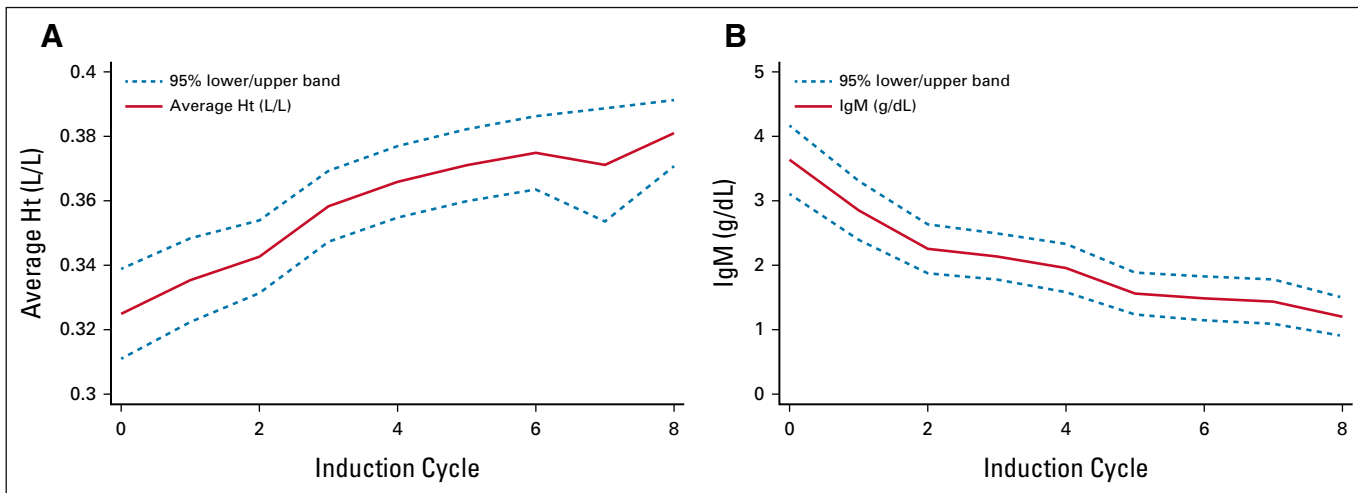 A
Average Ht (L/L)
0.4
0.38
0.36
0.34
0.32
0.3
95% lower/upper band
Average Ht (L/L)
0
2
4
6
8
Induction Cycle
B
IgM (g/dL)
5
4
3
2
1
0
95% lower/upper band
IgM (g/dL)
0
2
4
6
8
Induction Cycle